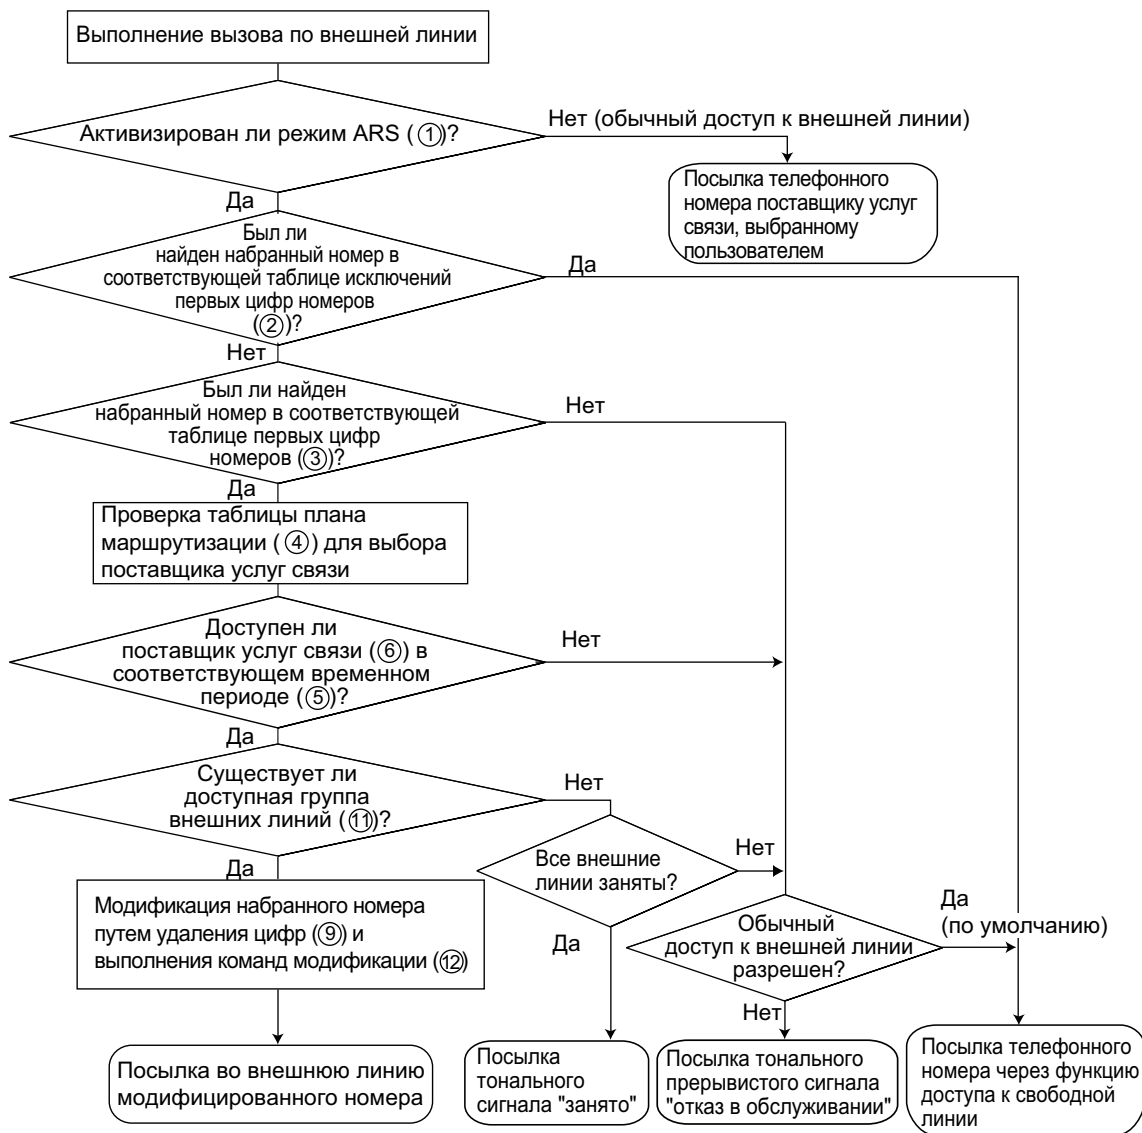 Выполнение вызова по внешней линии
Активизирован ли режим ARS (①)?
Нет (обычный доступ к внешней линии)
Посылка телефонного
номера поставщику услуг
связи, выбранному
пользователем
Да
Был ли
найден набранный номер в
соответствующей таблице исключений
первых цифр номеров
(②)?
Да
Нет
Был ли найден
набранный номер в соответствующей
таблице первых цифр
номеров (③)?
Нет
Да
Проверка таблицы плана
маршрутизации (④) для выбора
поставщика услуг связи
Доступен ли
поставщик услуг связи (⑥) в
соответствующем временном
периоде (⑤)?
Нет
Да
Существует ли
доступная группа
внешних линий (⑪)?
Нет
Да
Все внешние
линии заняты?
Нет
Да
Модификация набранного номера
путем удаления цифр (⑨) и
выполнения команд модификации (⑫)
Обычный
доступ к внешней линии
разрешен?
Да
(по умолчанию)
Нет
Посылка во внешнюю линию
модифицированного номера
Посылка
тонального
сигнала "занято"
Посылка тонального
прерывистого сигнала
"отказ в обслуживании"
Посылка телефонного
номера через функцию
доступа к свободной
линии